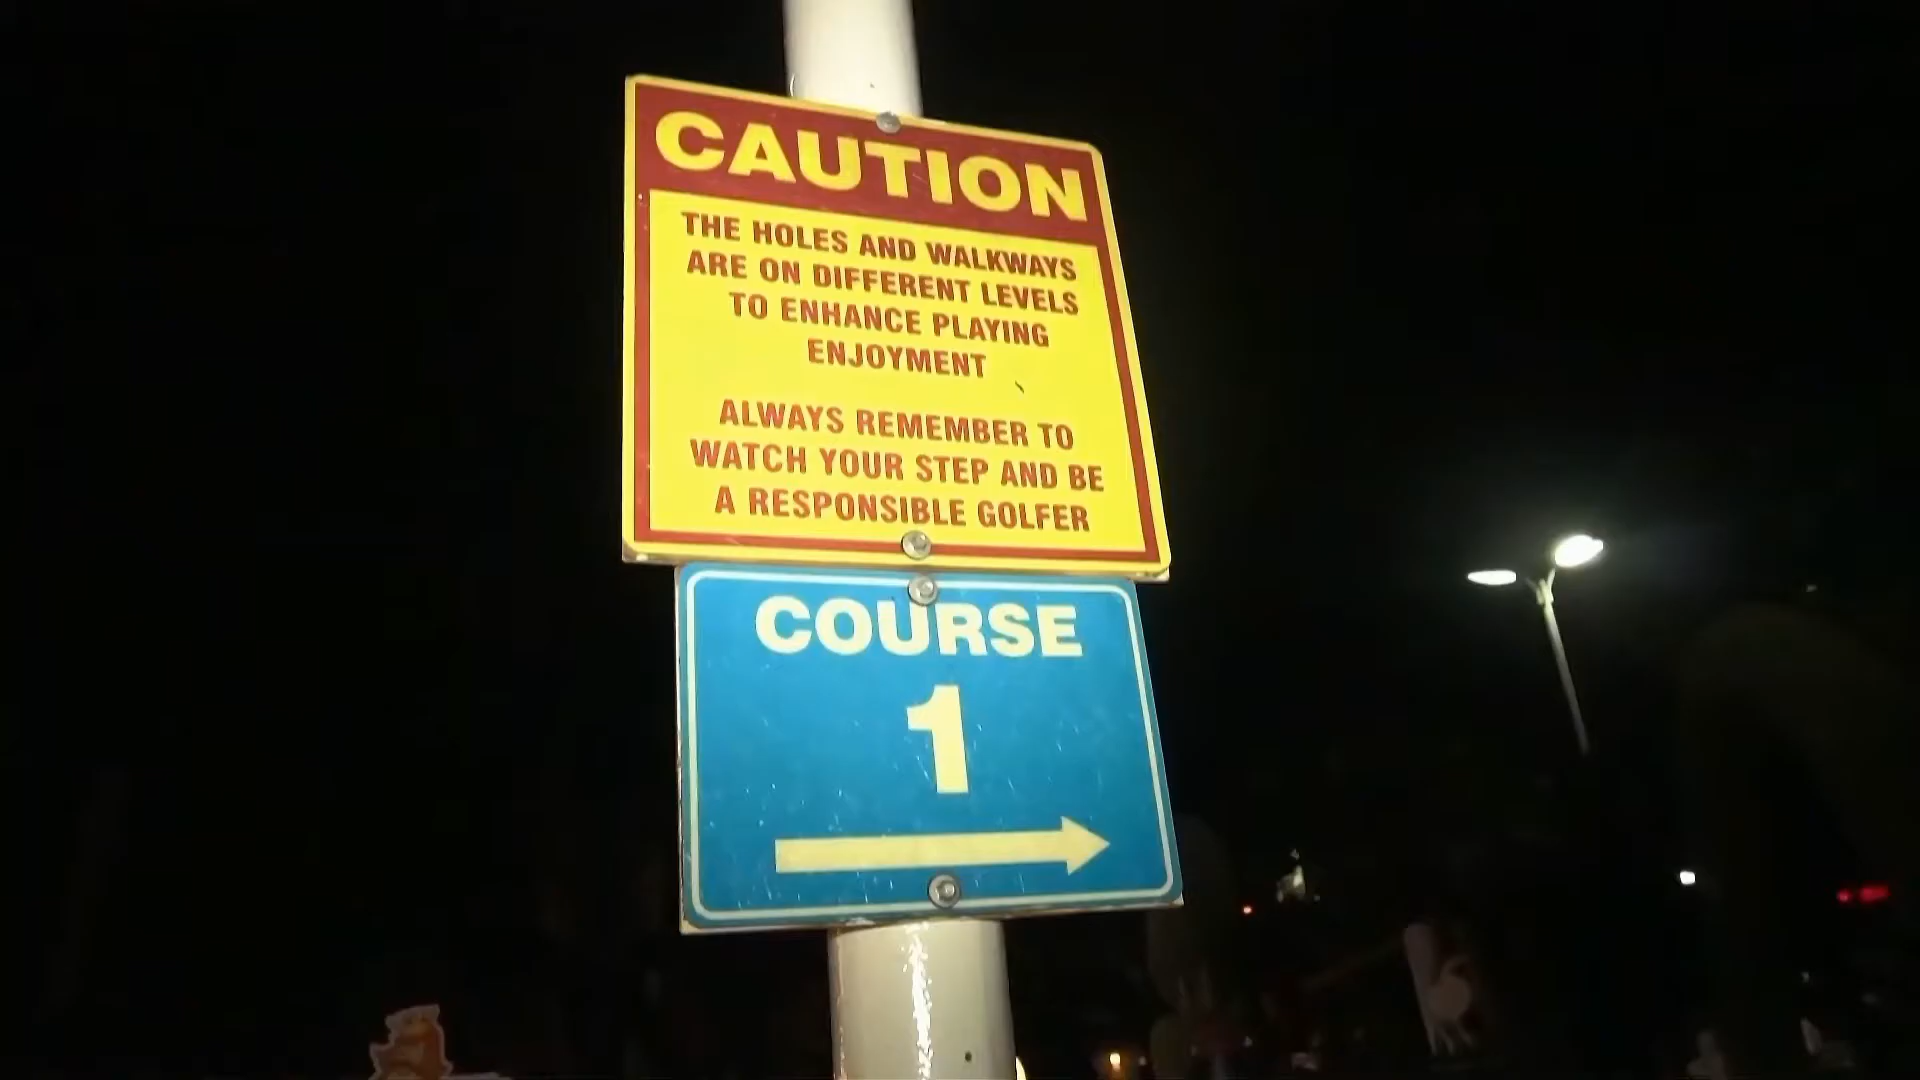 CAUTION
THE HOLES AND WALKWAYS
ARE ON DIFFERENT LEVELS
TO ENHANCE PLAYING
ENJOYMENT
ALWAYS REMEMBER TO
WATCH YOUR STEP AND BE
A RESPONSIBLE GOLFER
COURSE
1